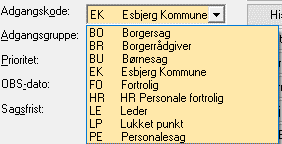 Adgangskode: EK Esbjerg Kommune Hi
Adgangsgruppe: BO Borgersag
BR Borgerrådgiver
Prioritet: BU Børnesag
EK Esbjerg Kommune
OBS-dato: FO Fortrolig
HR HR Personale fortrolig
Sagsfrist: LE Leder
LP Lukket punkt
PE Personalesag